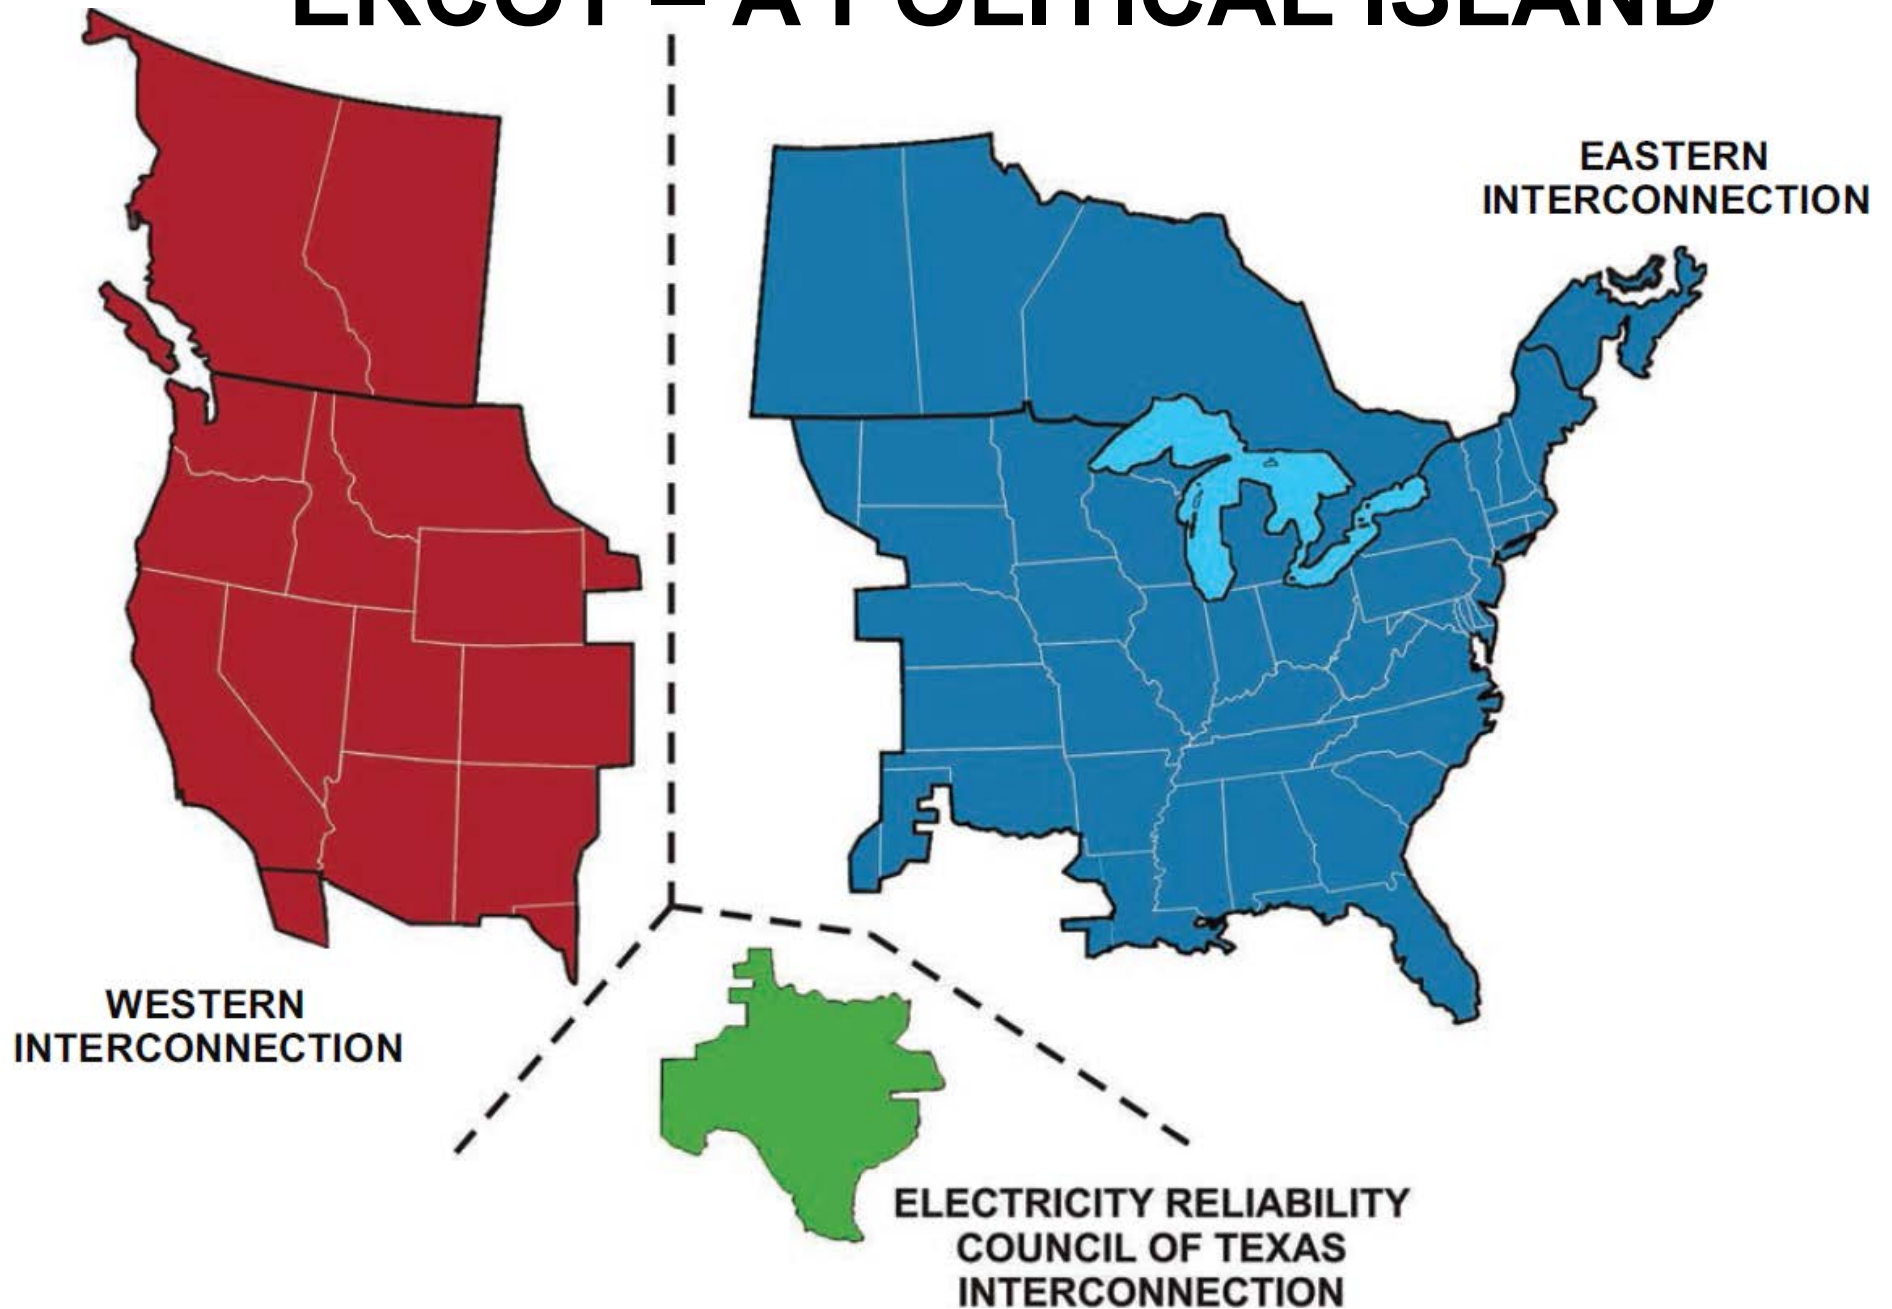 ERCOT – A POLITICAL ISLAND
EASTERN
INTERCONNECTION
WESTERN
INTERCONNECTION
ELECTRICITY RELIABILITY
COUNCIL OF TEXAS
INTERCONNECTION